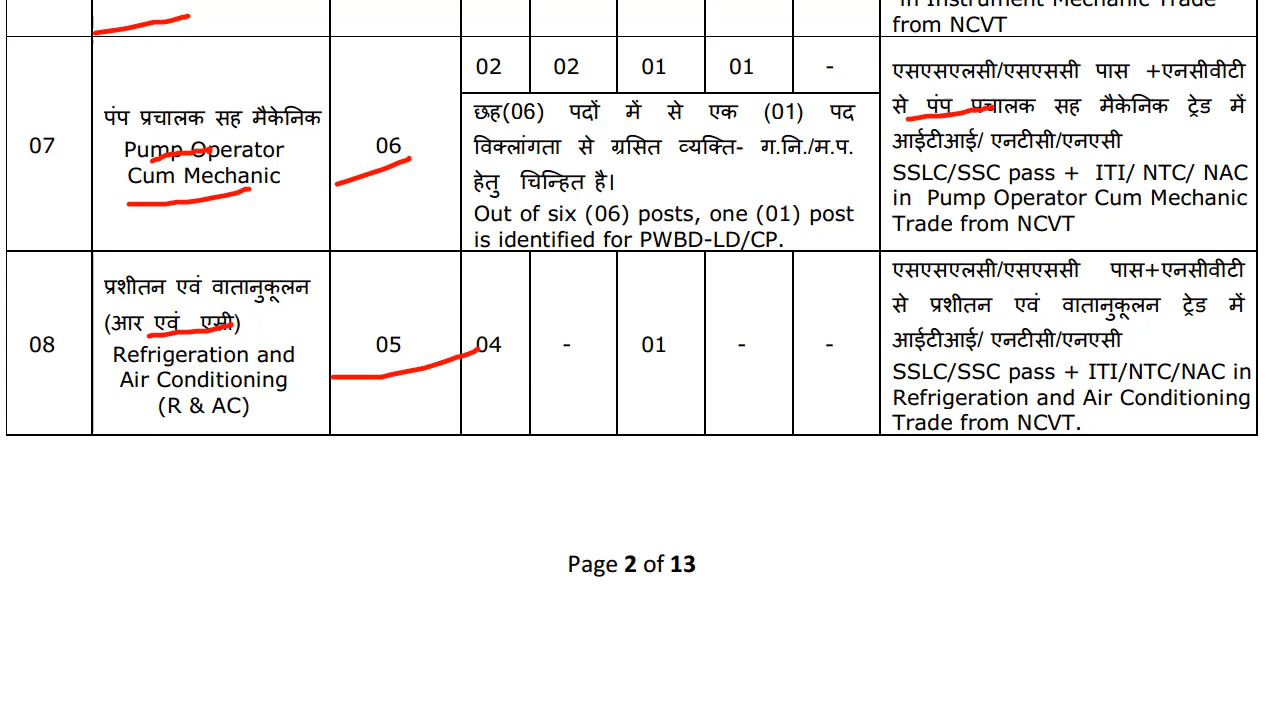 in Instrument Mechanic Trade
from NCVT
07
पंप प्रचालक सह मैकेनिक
Pump Operator
Cum Mechanic
06
02 02 01 01 -
छह(06) पदों में से एक (01) पद
विक्लांगता से ग्रसित व्यक्ति- ग.नि./म.प.
हेतु चिन्हित है।
Out of six (06) posts, one (01) post
is identified for PWBD-LD/CP.
एसएसएलसी/एसएससी पास +एनसीवीटी
से पंप प्रचालक सह मैकेनिक ट्रेड में
आईटीआई/ एनटीसी/एनएसी
SSLC/SSC pass + ITI/ NTC/ NAC
in Pump Operator Cum Mechanic
Trade from NCVT
08
प्रशीतन एवं वातानुकूलन
(आर एवं एसी)
Refrigeration and
Air Conditioning
(R & AC)
05
04 - 01 - -
एसएसएलसी/एसएससी पास+एनसीवीटी
से प्रशीतन एवं वातानुकूलन ट्रेड में
आईटीआई/ एनटीसी/एनएसी
SSLC/SSC pass + ITI/NTC/NAC in
Refrigeration and Air Conditioning
Trade from NCVT.
Page 2 of 13